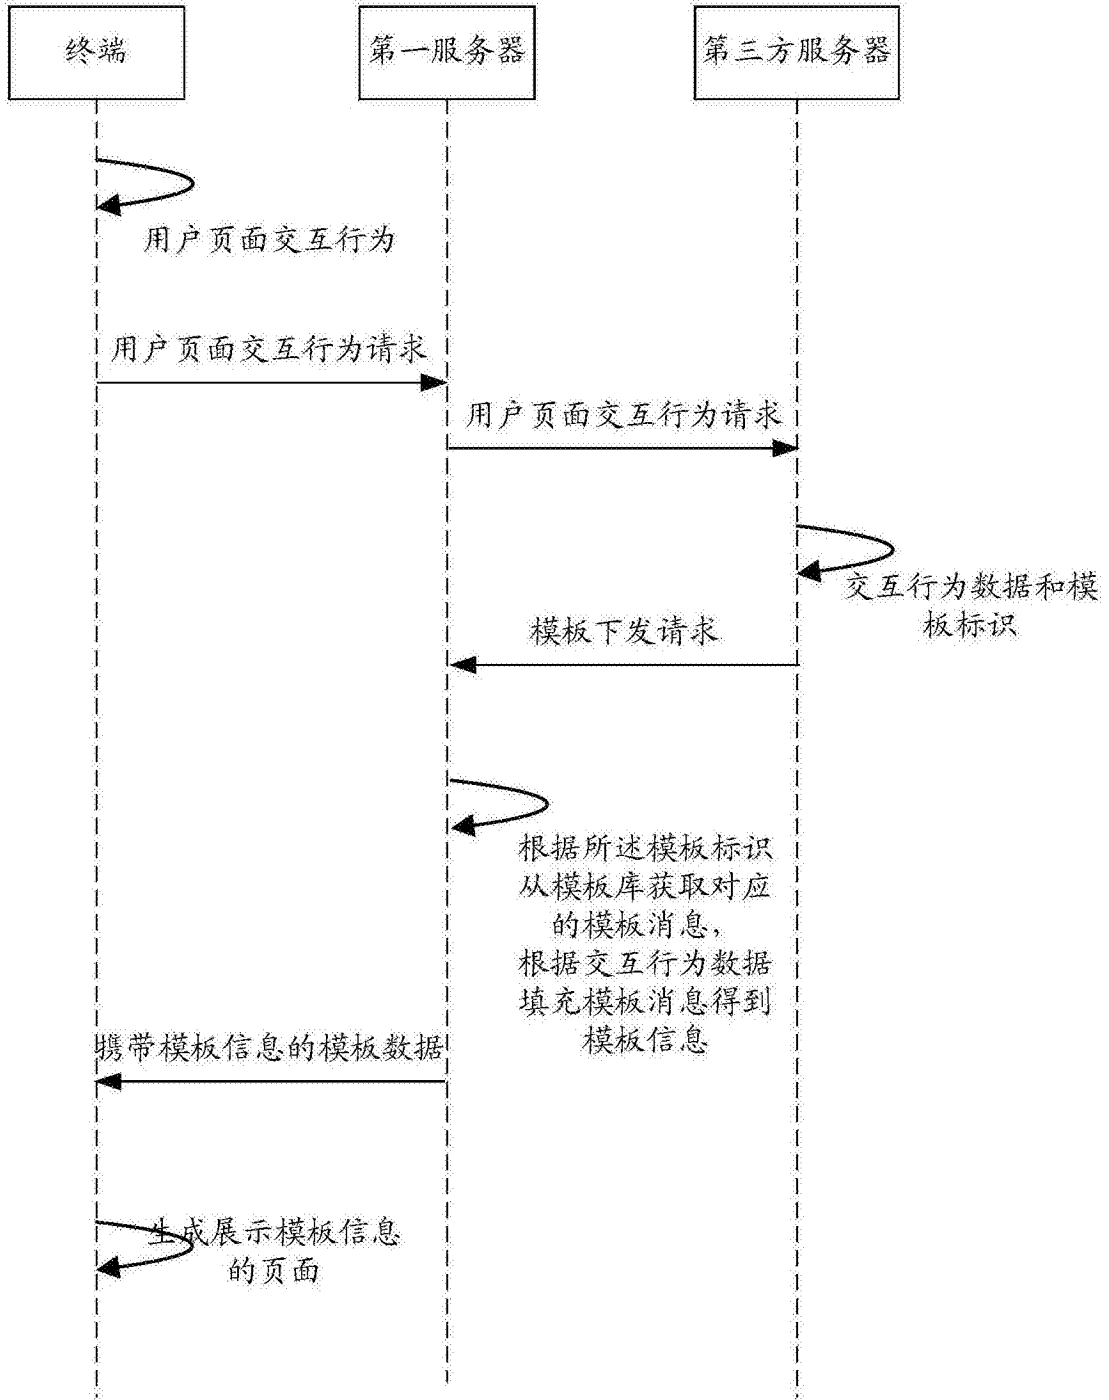 终端
第一服务器
第三方服务器
用户页面交互行为
用户页面交互行为请求
用户页面交互行为请求
交互行为数据和模
板标识
模板下发请求
根据所述模板标识
从模板库获取对应
的模板消息，
根据交互行为数据
填充模板消息得到
模板信息
携带模板信息的模板数据
生成展示模板信息
的页面